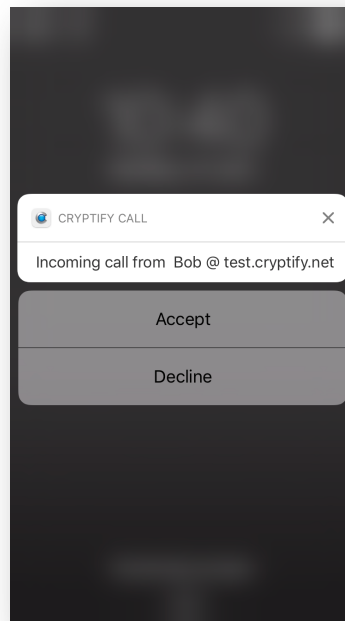 CRYPTIFY CALL
Incoming call from Bob @ test.cryptify.net
Accept
Decline